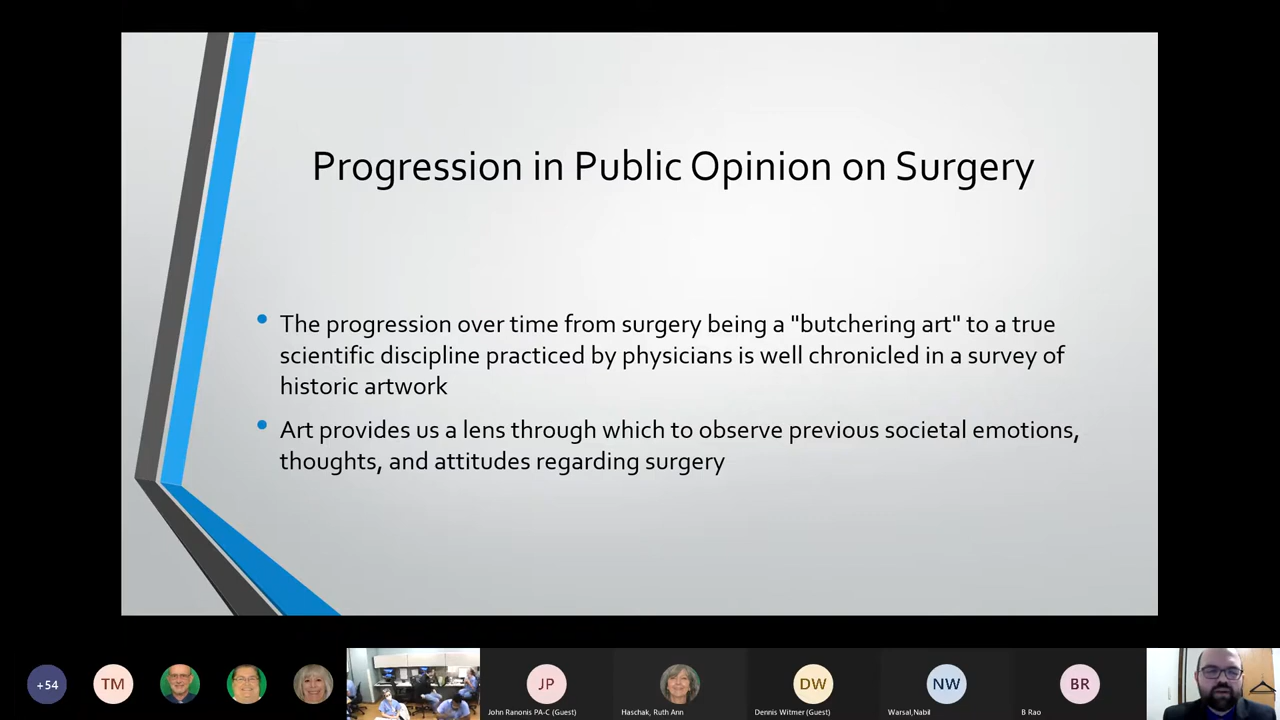 Progression in Public Opinion on Surgery
The progression over time from surgery being a "butchering art" to a true
scientific discipline practiced by physicians is well chronicled in a survey of
historic artwork
Art provides us a lens through which to observe previous societal emotions,
thoughts, and attitudes regarding surgery
+54
TM
JP
DW
NW
BR
John Ranonis PA-C (Guest)
Haschak, Ruth Ann
Dennis Witmer (Guest)
Warsal,Nabil
B Rao